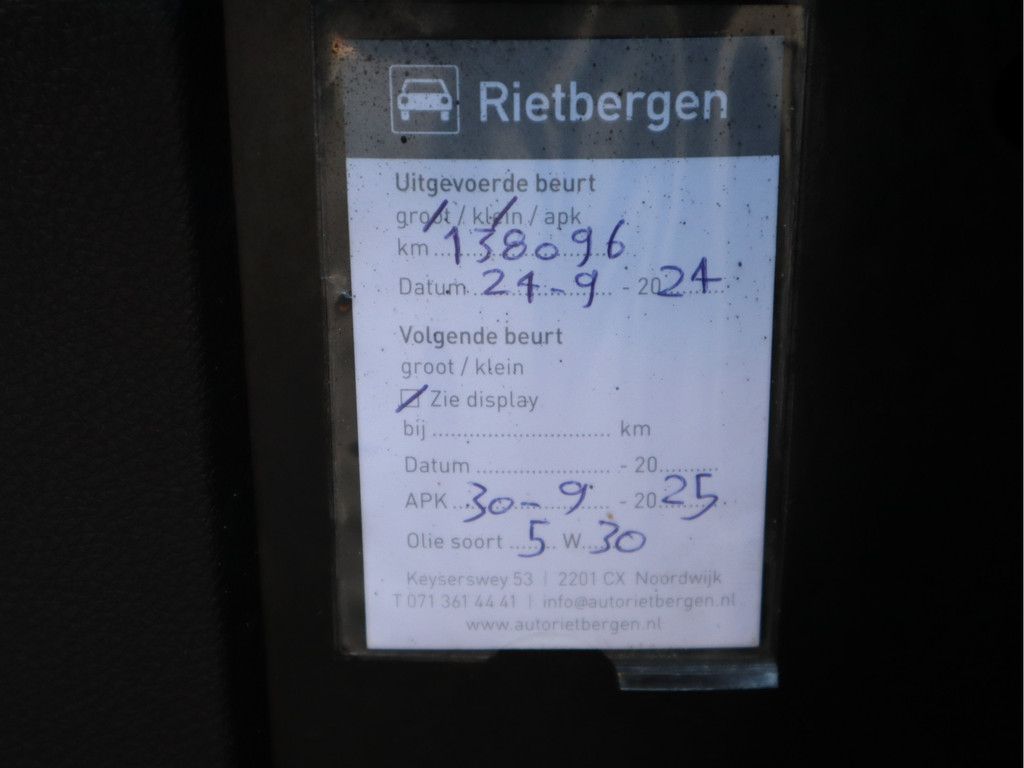 Rietbergen
Uitgevoerde beurt
groot / klein / apk
km 138096
Datum 24-9 - 2024
Volgende beurt
groot / klein
Zie display
bij .............................. km
Datum ....................... - 20..........
APK 30-9 - 2025
Olie soort 5 W 30
Keyserswey 53 | 2201 CX Noordwijk
T 071 361 44 41 | info@autorietbergen.nl
www.autorietbergen.nl